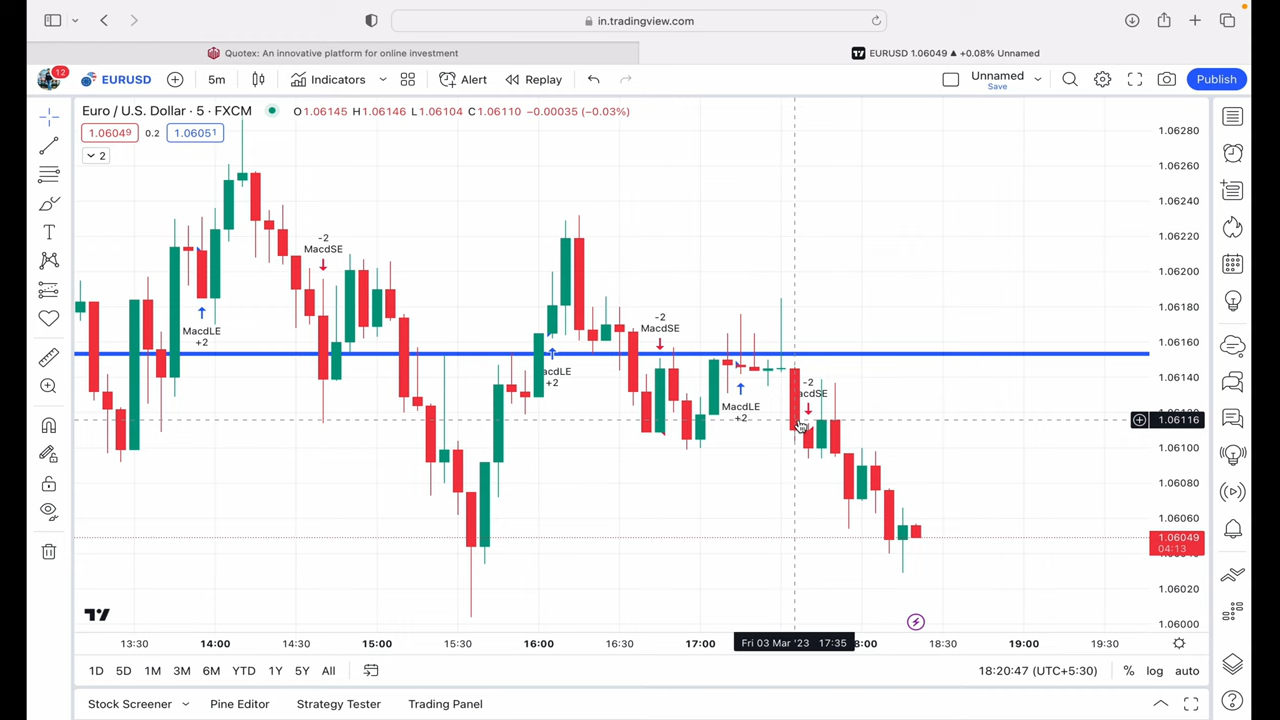 in.tradingview.com
Quotex: An innovative platform for online investment
EURUSD 1.06049 ▲ +0.08% Unnamed
12
EURUSD
5m
Indicators
Alert
Replay
Unnamed
Save
Publish
Euro / U.S. Dollar · 5 · FXCM
O1.06145 H1.06146 L1.06104 C1.06110 −0.00035 (−0.03%)
1.06049
0.2
1.06051
2
1.06280
1.06260
1.06240
1.06220
1.06200
1.06180
1.06160
1.06140
1.06116
1.06100
1.06080
1.06060
1.06049
04:13
1.06020
1.06000
-2
MacdSE
MacdLE
+2
acdLE
+2
-2
MacdSE
MacdLE
+2
-2
acdSE
13:30
14:00
14:30
15:00
15:30
16:00
16:30
17:00
Fri 03 Mar '23 17:35
8:00
18:30
19:00
19:30
1D
5D
1M
3M
6M
YTD
1Y
5Y
All
18:20:47 (UTC+5:30)
%
log
auto
Stock Screener
Pine Editor
Strategy Tester
Trading Panel